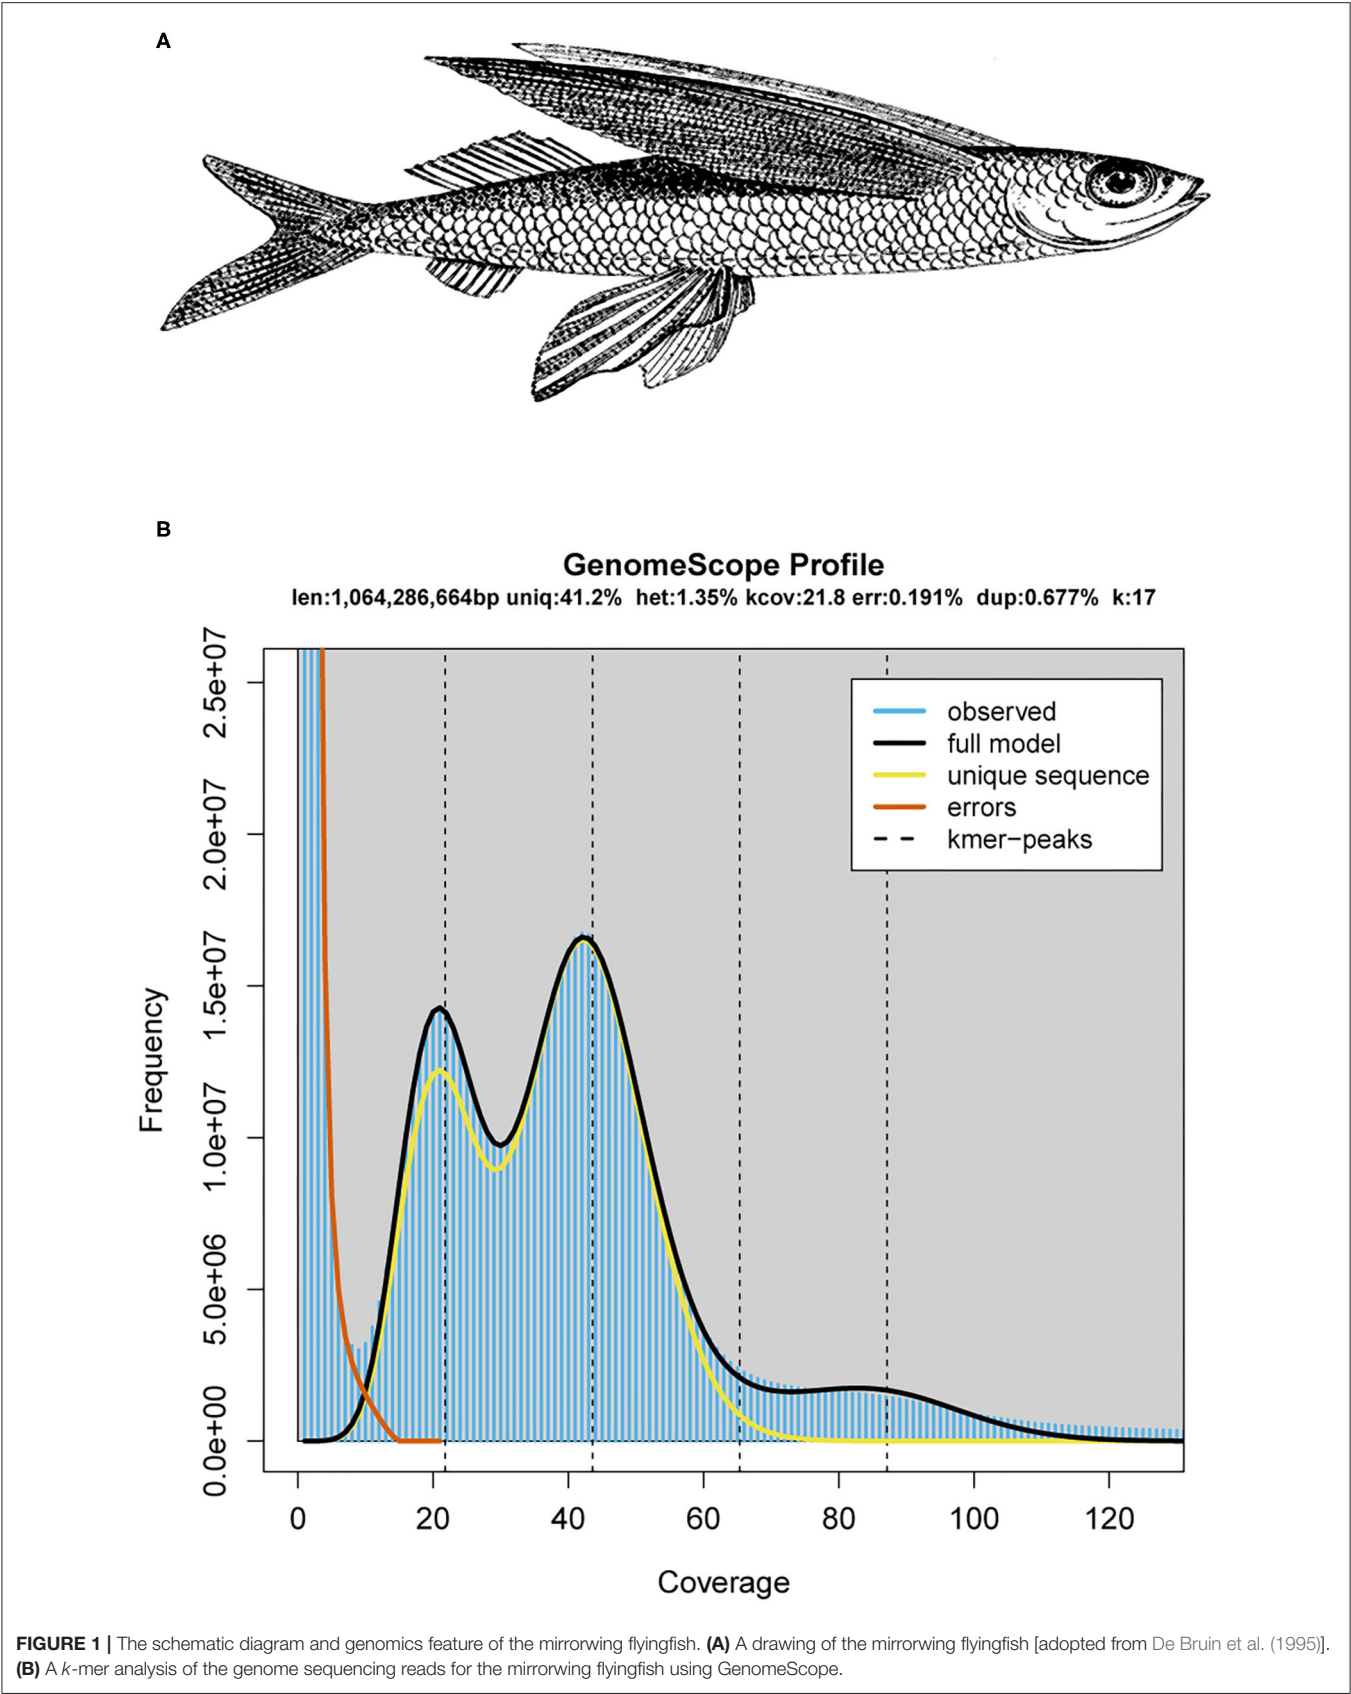 A
B
GenomeScope Profile
len:1,064,286,664bp uniq:41.2% het:1.35% kcov:21.8 err:0.191% dup:0.677% k:17
observed
full model
unique sequence
errors
kmer−peaks
Frequency
2.5e+07
2.0e+07
1.5e+07
1.0e+07
5.0e+06
0.0e+00
0 20 40 60 80 100 120
Coverage
FIGURE 1 | The schematic diagram and genomics feature of the mirrorwing flyingfish. (A) A drawing of the mirrorwing flyingfish [adopted from De Bruin et al. (1995)].
(B) A k-mer analysis of the genome sequencing reads for the mirrorwing flyingfish using GenomeScope.